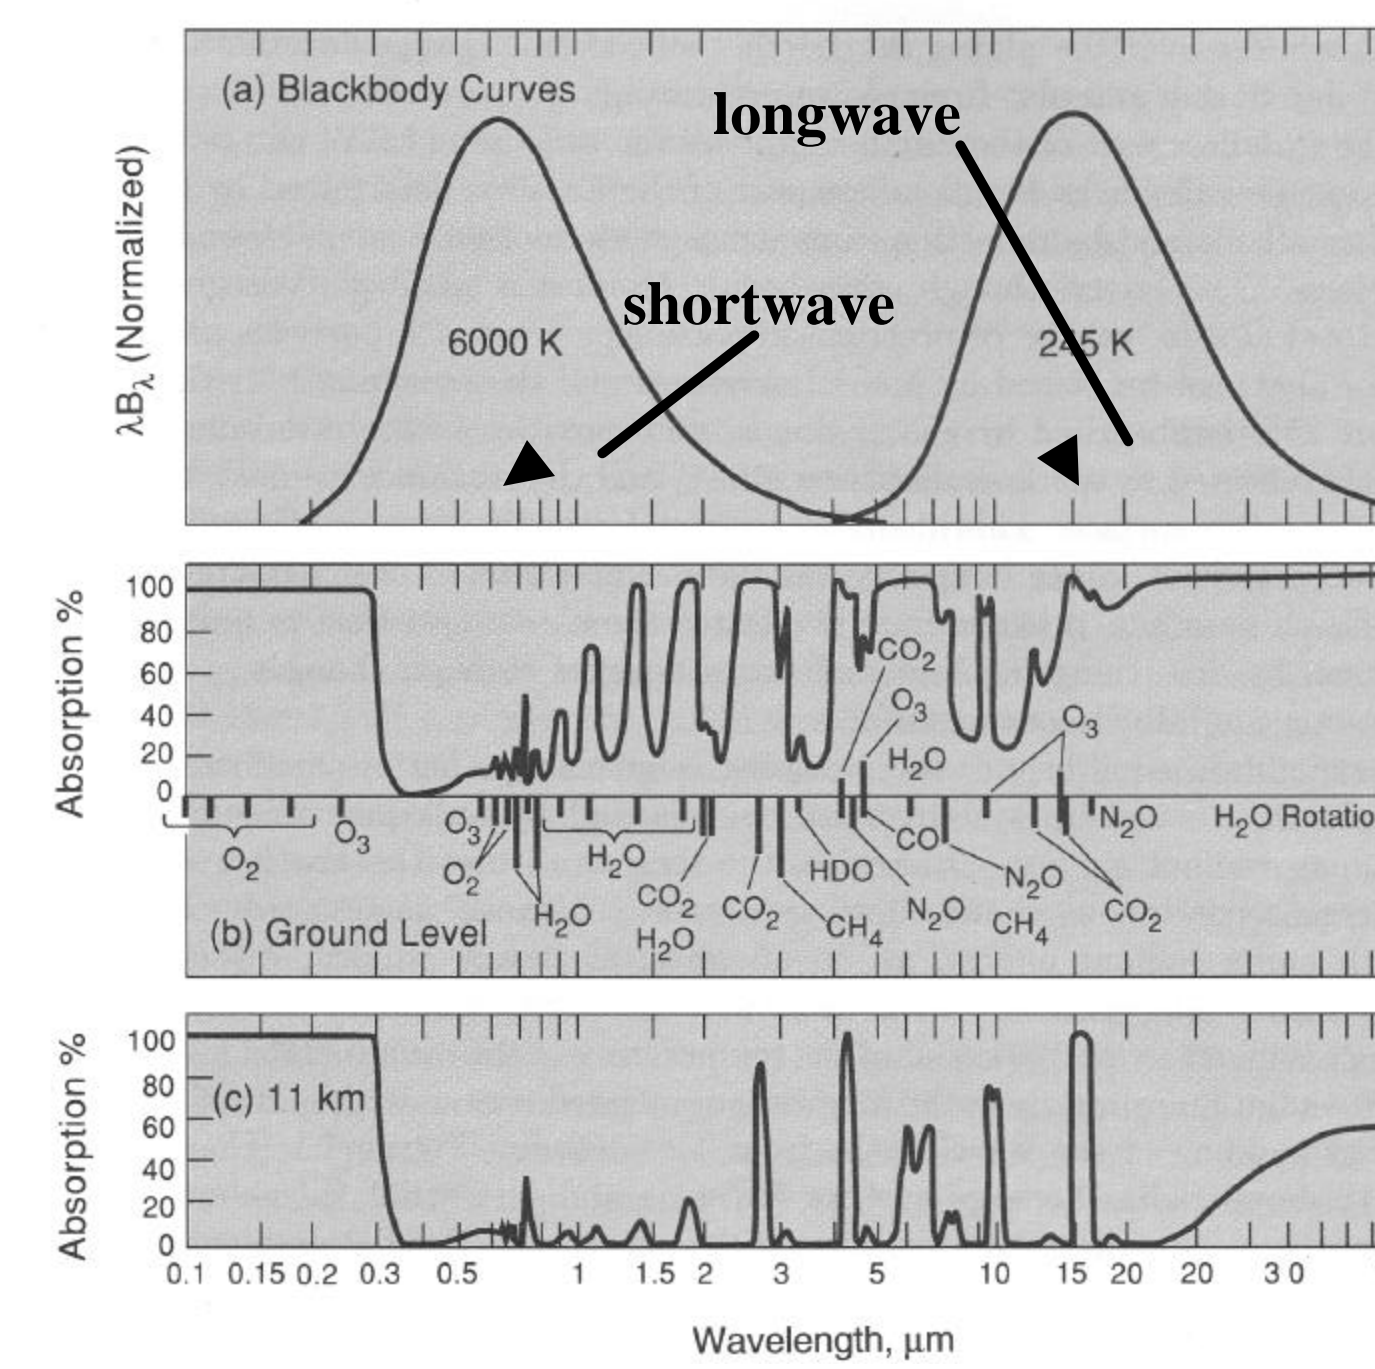 (a) Blackbody Curves
longwave
shortwave
6000 K
245 K
λBλ (Normalized)
Absorption %
100
80
60
40
20
0
CO2
O3
H2O
O3
O2
O3
O3
O2
H2O
H2O
CO2
H2O
CO2
CH4
HDO
N2O
CO
N2O
CH4
CO2
N2O
H2O Rotatio
(b) Ground Level
Absorption %
100
80
60
40
20
0
(c) 11 km
0.1 0.15 0.2 0.3 0.5 1 1.5 2 3 5 10 15 20 20 30
Wavelength, μm